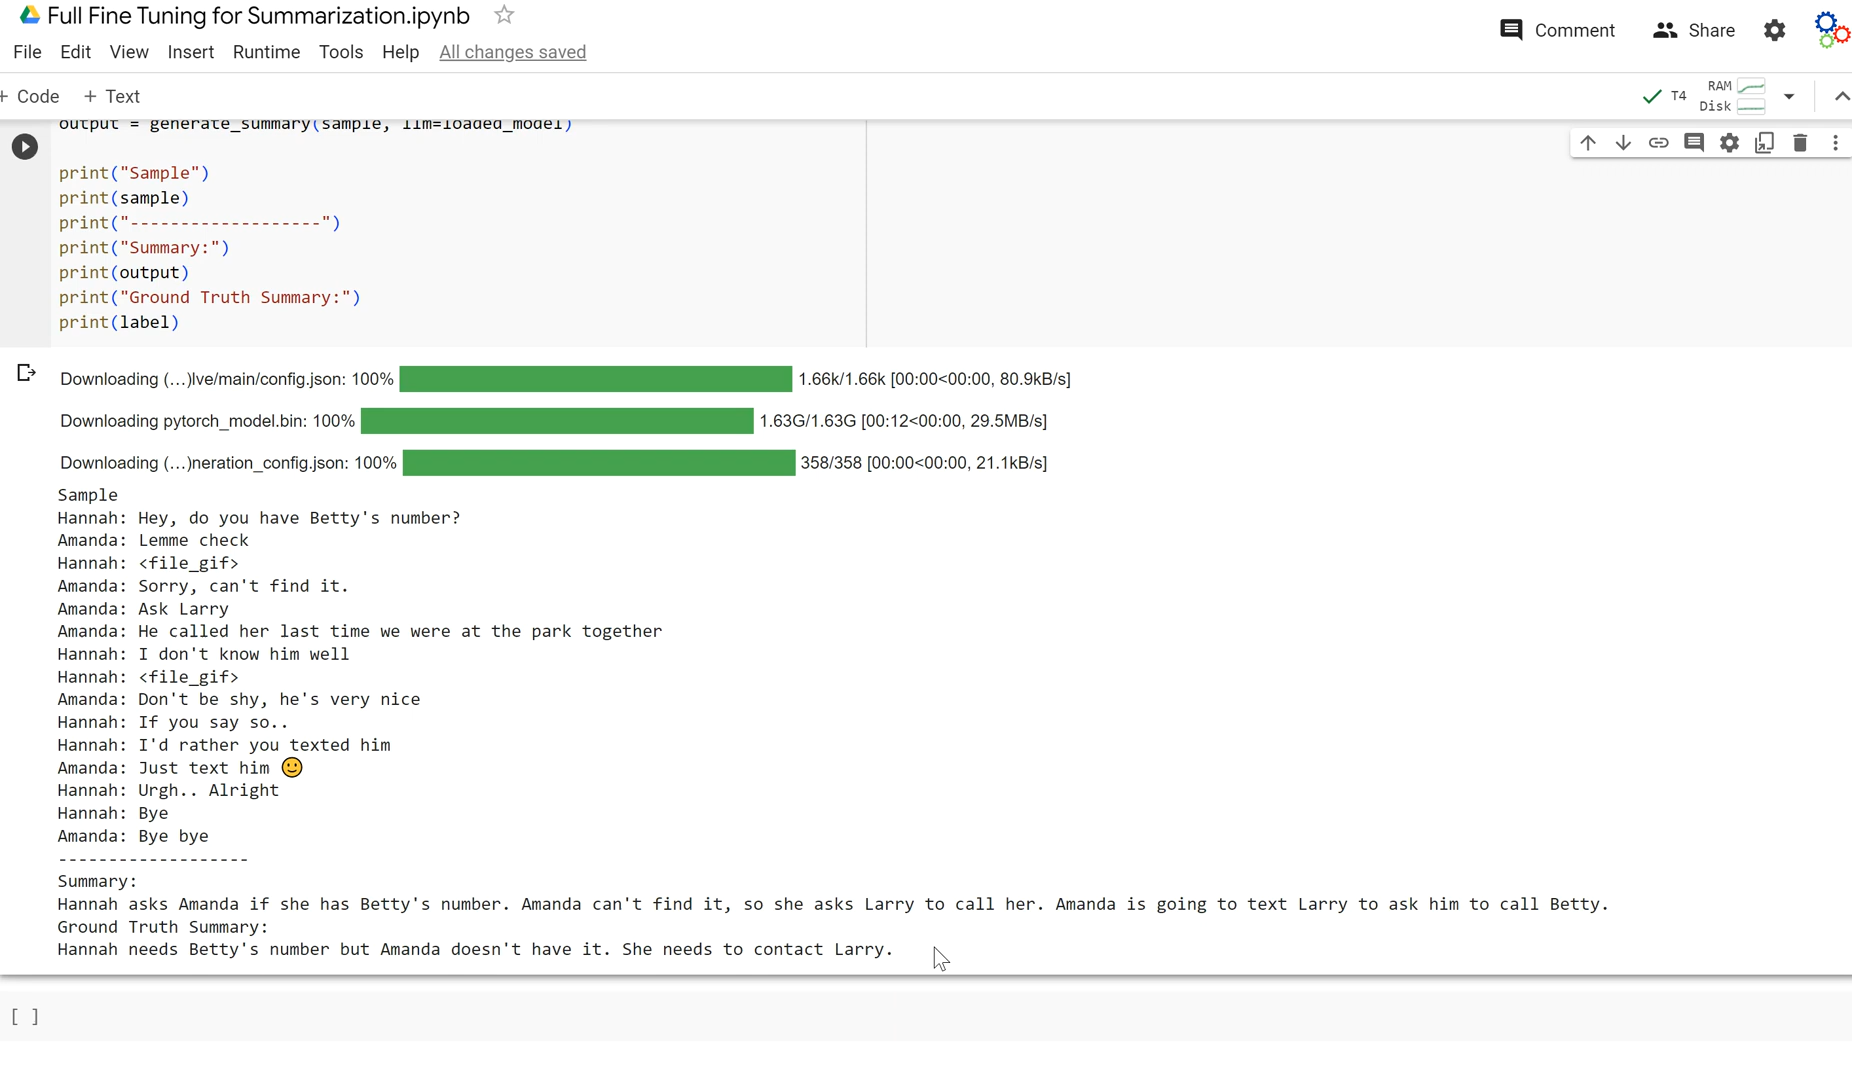 Full Fine Tuning for Summarization.ipynb
Comment
Share
File Edit View Insert Runtime Tools Help All changes saved
+ Code + Text
T4 RAM
Disk
output = generate_summary(sample, llm=loaded_model)
print("Sample")
print(sample)
print("-------------------")
print("Summary:")
print(output)
print("Ground Truth Summary:")
print(label)
Downloading (…)lve/main/config.json: 100% 1.66k/1.66k [00:00<00:00, 80.9kB/s]
Downloading pytorch_model.bin: 100% 1.63G/1.63G [00:12<00:00, 29.5MB/s]
Downloading (…)neration_config.json: 100% 358/358 [00:00<00:00, 21.1kB/s]
Sample
Hannah: Hey, do you have Betty's number?
Amanda: Lemme check
Hannah: <file_gif>
Amanda: Sorry, can't find it.
Amanda: Ask Larry
Amanda: He called her last time we were at the park together
Hannah: I don't know him well
Hannah: <file_gif>
Amanda: Don't be shy, he's very nice
Hannah: If you say so..
Hannah: I'd rather you texted him
Amanda: Just text him 🙂
Hannah: Urgh.. Alright
Hannah: Bye
Amanda: Bye bye
-------------------
Summary:
Hannah asks Amanda if she has Betty's number. Amanda can't find it, so she asks Larry to call her. Amanda is going to text Larry to ask him to call Betty.
Ground Truth Summary:
Hannah needs Betty's number but Amanda doesn't have it. She needs to contact Larry.
[ ]